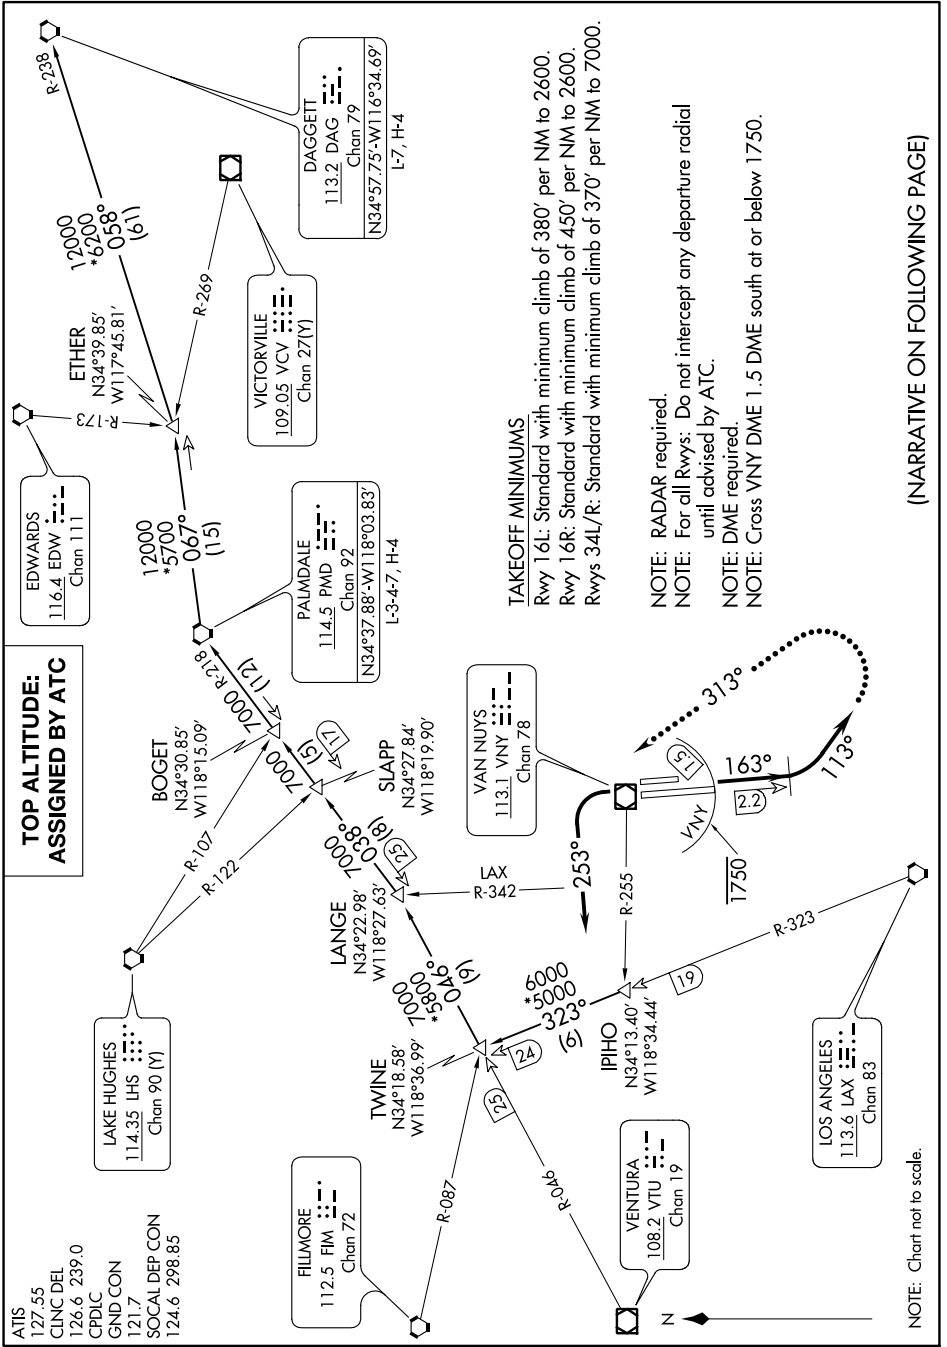 ATIS
127.55
CLNC DEL
126.6 239.0
CPDLC
GND CON
121.7
SOCAL DEP CON
124.6 298.85
TOP ALTITUDE:
ASSIGNED BY ATC
LAKE HUGHES
114.35 LHS
Chan 90 (Y)
R-107
R-122
EDWARDS
116.4 EDW
Chan 111
R-173
ETHER
N34°39.85'
W117°45.81'
12000
*6200
058°
(61)
R-238
DAGGETT
113.2 DAG
Chan 79
N34°57.75'-W116°34.69'
L-7, H-4
R-269
VICTORVILLE
109.05 VCV
Chan 27(Y)
12000
*5700
067°
(15)
PALMDALE
114.5 PMD
Chan 92
N34°37.88'-W118°03.83'
L-3-4-7, H-4
BOGET
N34°30.85'
W118°15.09'
7000 R-218
(12)
7000
(5)
17
SLAPP
N34°27.84'
W118°19.90'
7000
038°
(8)
25
LANGE
N34°22.98'
W118°27.63'
7000
*5800
046°
(9)
TWINE
N34°18.58'
W118°36.99'
24
25
FILLMORE
112.5 FIM
Chan 72
R-087
R-046
VENTURA
108.2 VTU
Chan 19
6000
*5000
323°
(6)
IPIHO
N34°13.40'
W118°34.44'
19
R-323
LOS ANGELES
113.6 LAX
Chan 83
LAX
R-342
R-255
253°
VAN NUYS
113.1 VNY
Chan 78
1.5
VNY
1750
2.2
163°
113°
313°
TAKEOFF MINIMUMS
Rwy 16L: Standard with minimum climb of 380' per NM to 2600.
Rwy 16R: Standard with minimum climb of 450' per NM to 2600.
Rwys 34L/R: Standard with minimum climb of 370' per NM to 7000.
NOTE: RADAR required.
NOTE: For all Rwys: Do not intercept any departure radial
until advised by ATC.
NOTE: DME required.
NOTE: Cross VNY DME 1.5 DME south at or below 1750.
N
NOTE: Chart not to scale.
(NARRATIVE ON FOLLOWING PAGE)